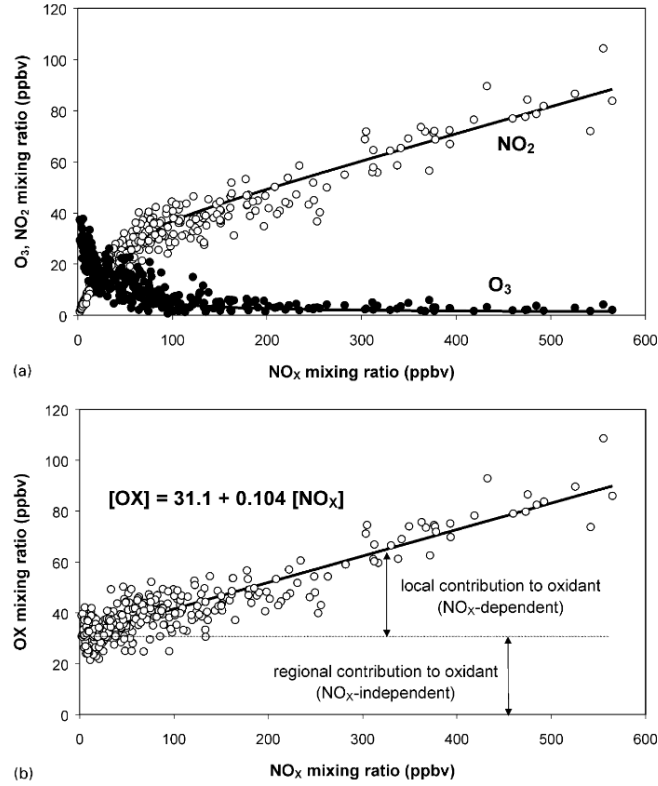 120
100
80
60
40
20
0
O3, NO2 mixing ratio (ppbv)
NO2
O3
0 100 200 300 400 500 600
(a)
NOX mixing ratio (ppbv)
120
100
80
60
40
20
0
OX mixing ratio (ppbv)
[OX] = 31.1 + 0.104 [NOX]
local contribution to oxidant
(NOX-dependent)
regional contribution to oxidant
(NOX-independent)
0 100 200 300 400 500 600
(b)
NOX mixing ratio (ppbv)